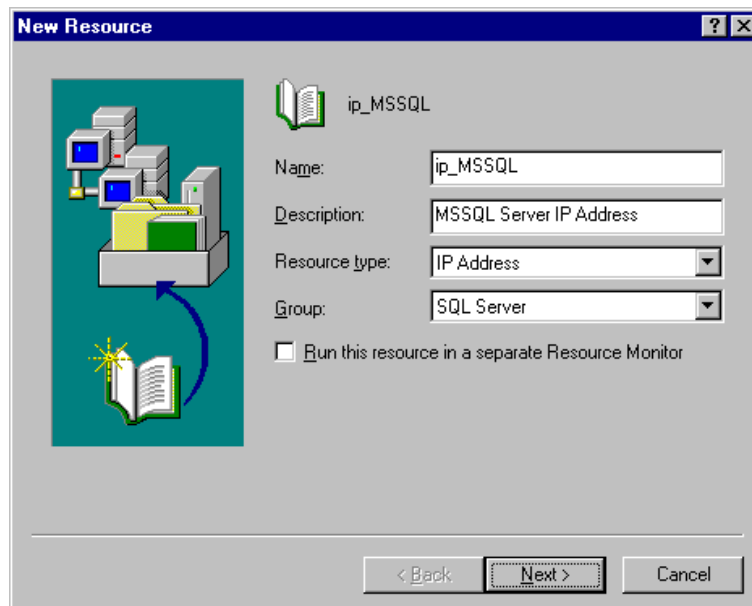 New Resource
ip_MSSQL
Name: ip_MSSQL
Description: MSSQL Server IP Address
Resource type: IP Address
Group: SQL Server
Run this resource in a separate Resource Monitor
< Back Next > Cancel